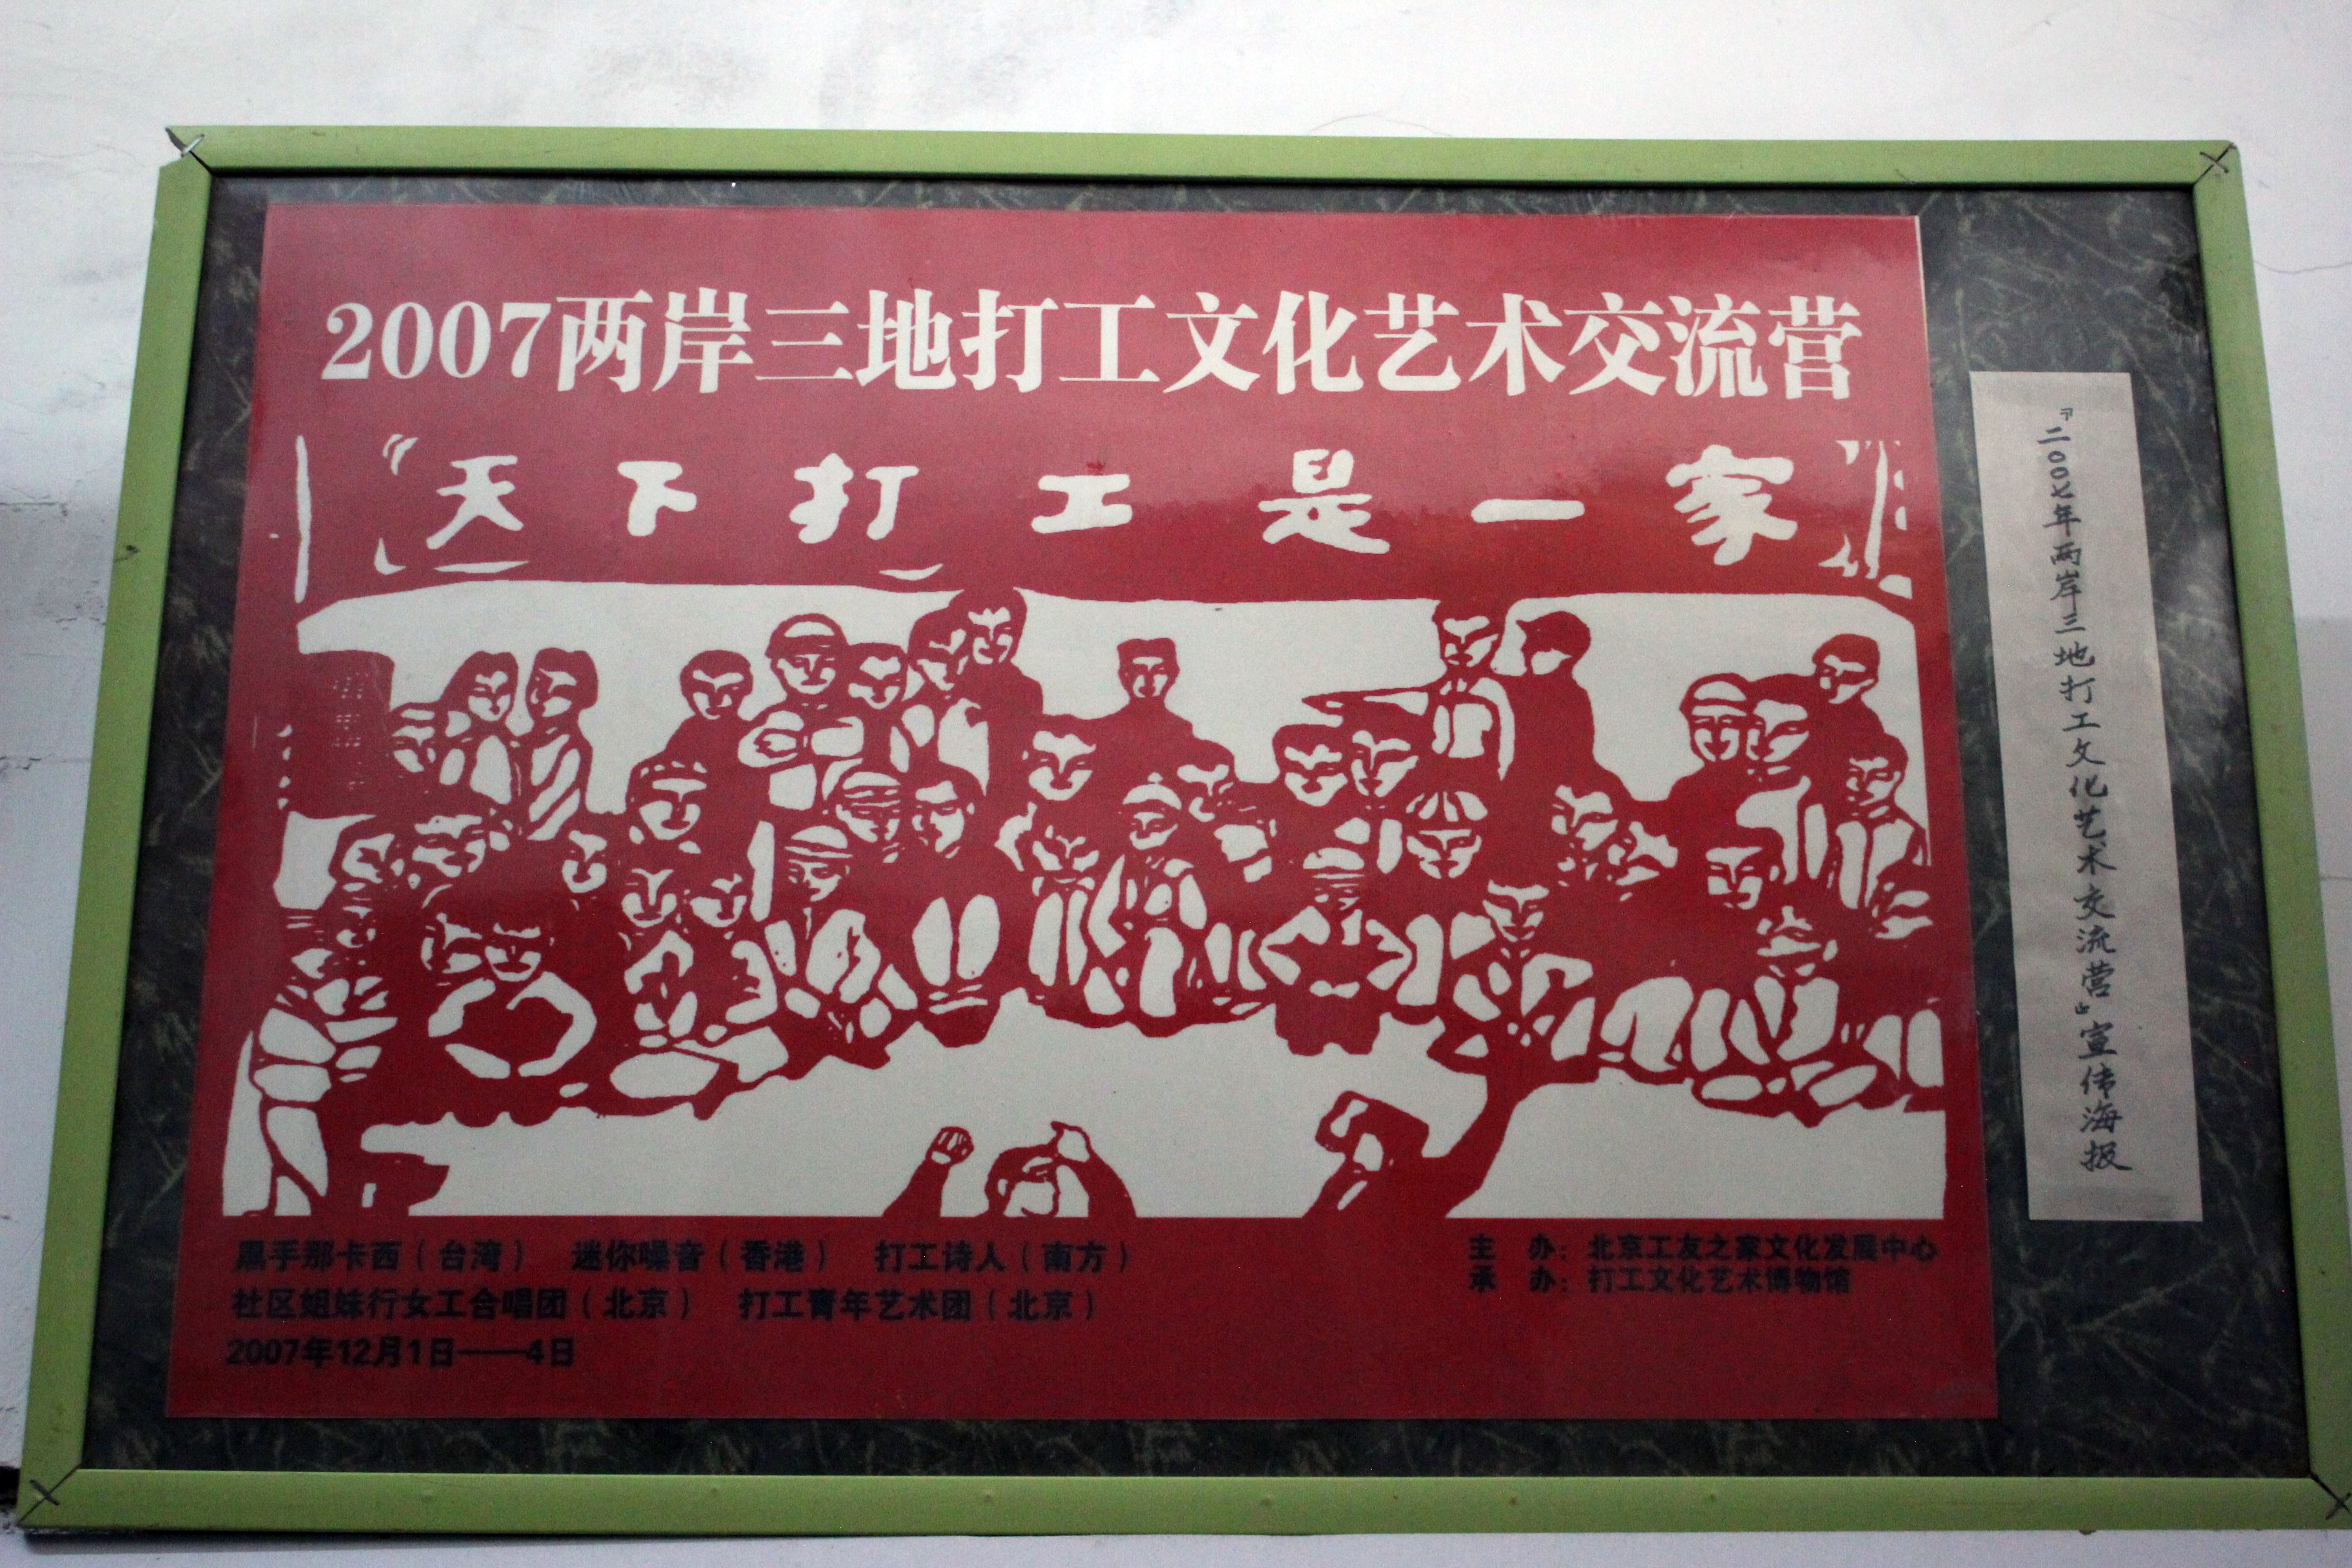 2007两岸三地打工文化艺术交流营
“天下打工是一家”
黑手那卡西（台湾） 迷你噪音（香港） 打工诗人（南方）
社区姐妹行女工合唱团（北京） 打工青年艺术团（北京）
2007年12月1日——4日
主 办：北京工友之家文化发展中心
承 办：打工文化艺术博物馆
『二〇〇七年两岸三地打工文化艺术交流营』宣传海报